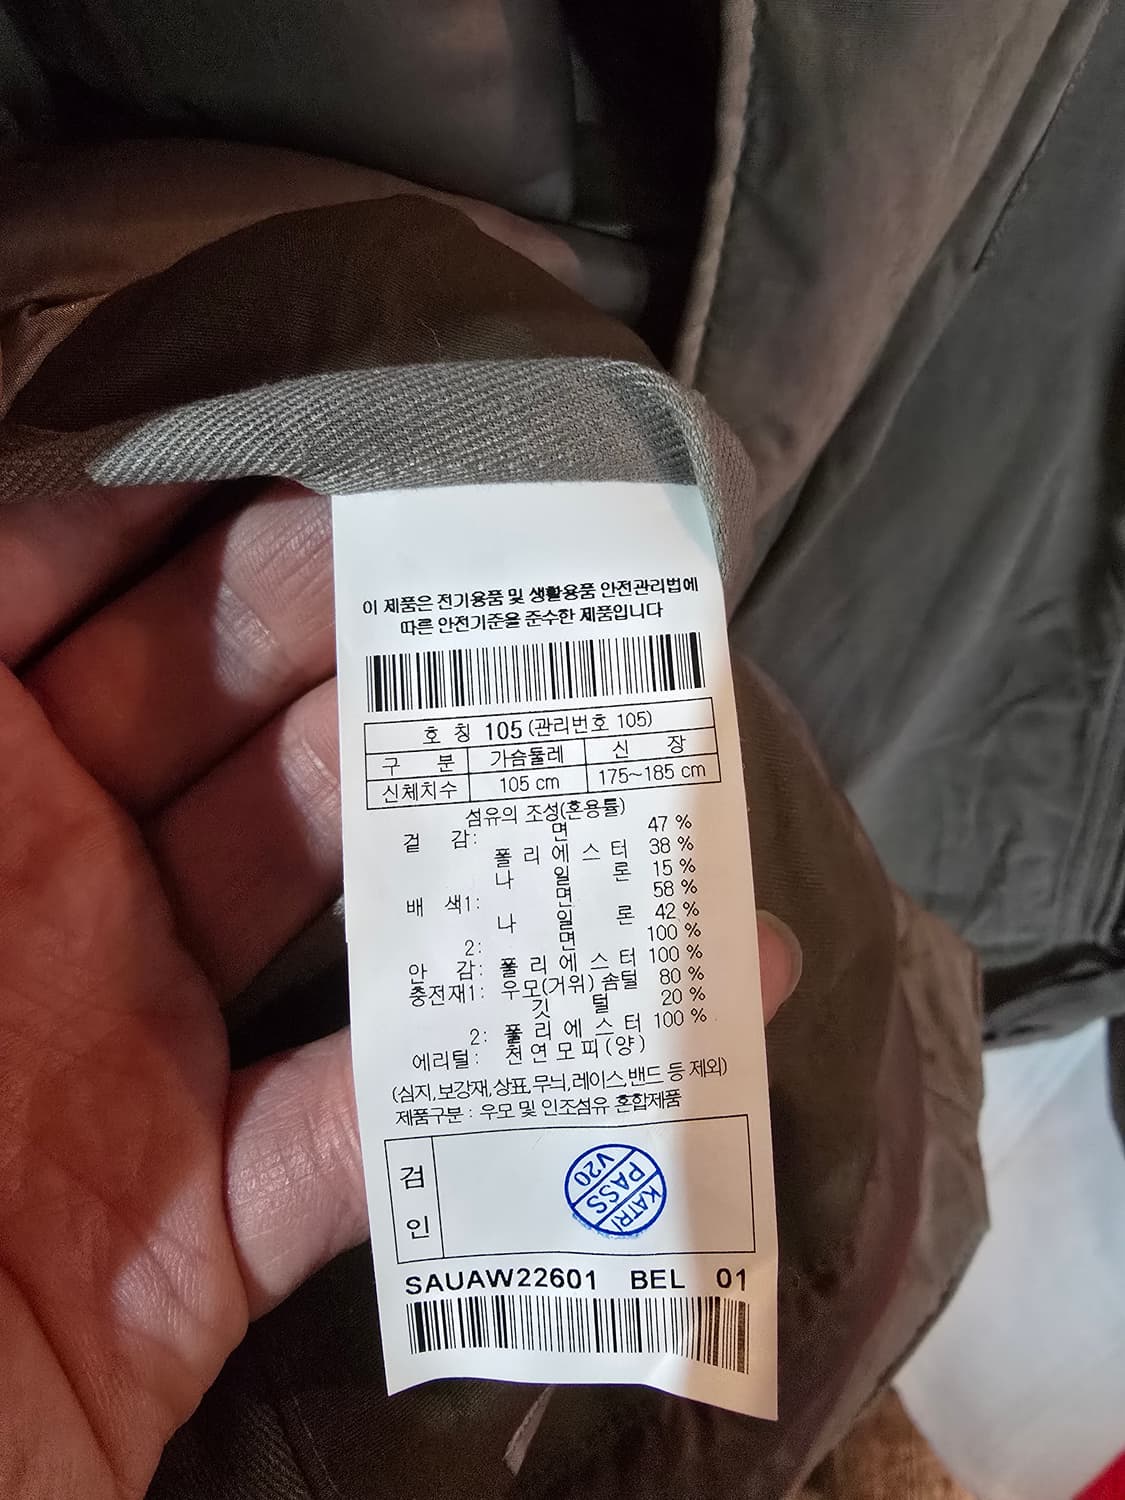 이 제품은 전기용품 및 생활용품 안전관리법에
따른 안전기준을 준수한 제품입니다
호 칭 105 (관리번호 105)
구 분 가슴둘레 신 장
신체치수 105 cm 175~185 cm
섬유의 조성(혼용률)
겉 감: 면 47 %
폴 리 에 스 터 38 %
나 일 론 15 %
배 색1: 면 58 %
나 일 론 42 %
2: 면 100 %
안 감: 폴 리 에 스 터 100 %
충전재1: 우모(거위) 솜털 80 %
깃 털 20 %
2: 폴 리 에 스 터 100 %
에리털: 천 연 모 피 (양)
(심지,보강재,상표,무늬,레이스,밴드 등 제외)
제품구분 : 우모 및 인조섬유 혼합제품
검
인
KATRI
PASS
V20
SAUAW22601 BEL 01